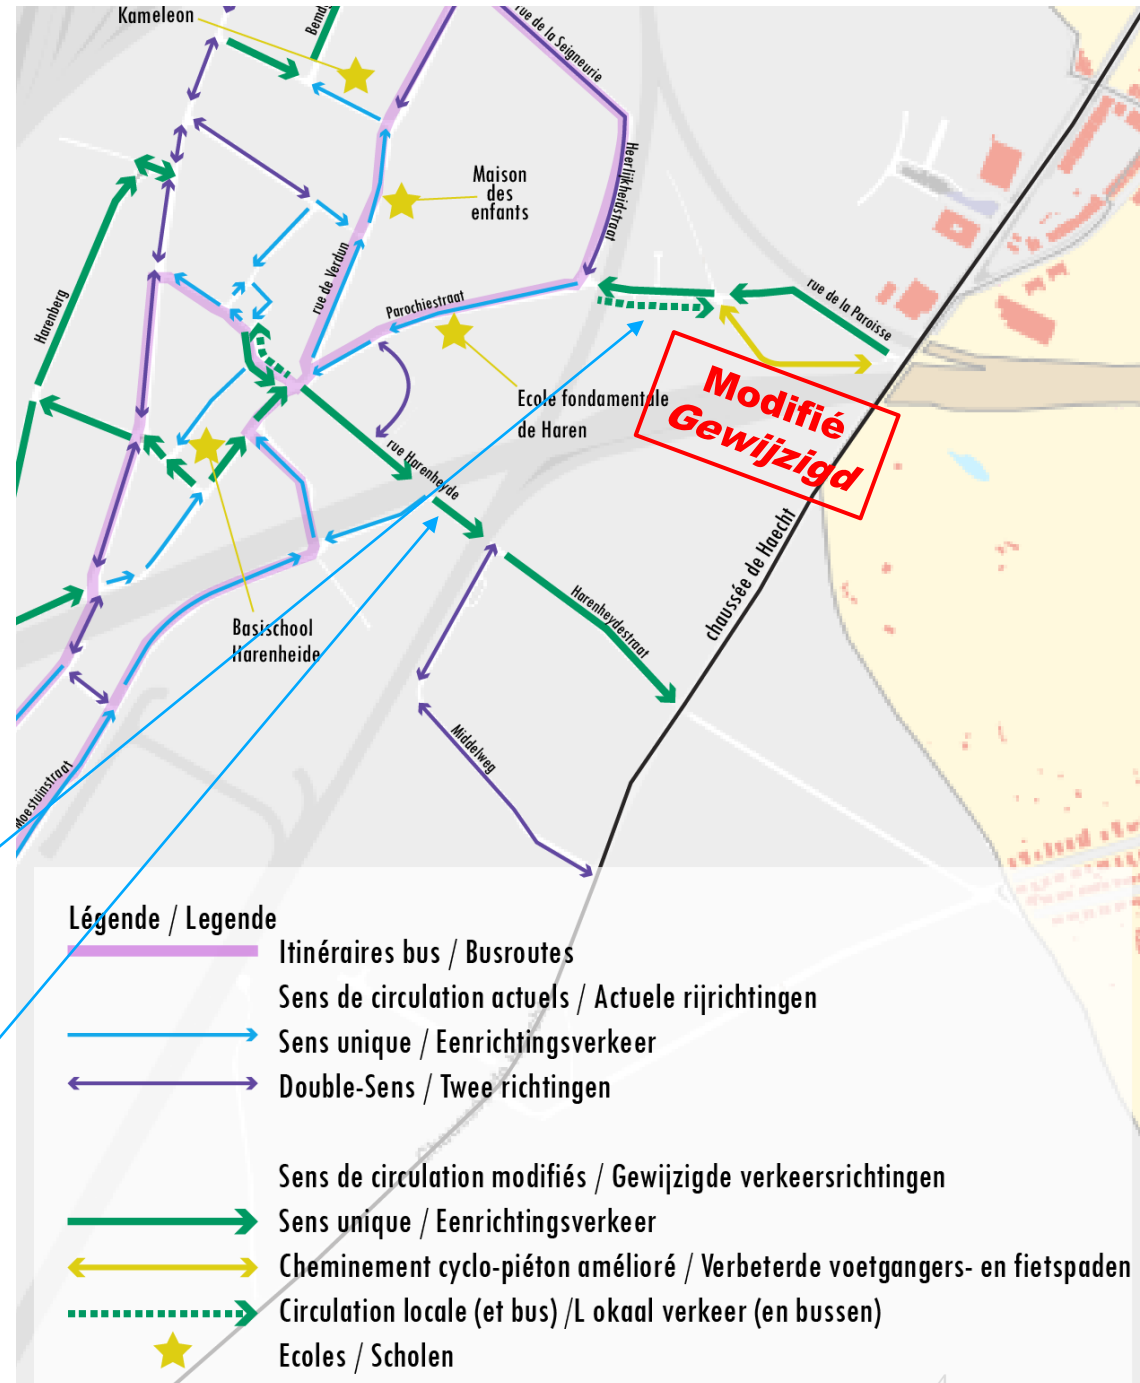 Kameleon
rue de la Seigneurie
Heerlijkheidstraat
Maison
des
enfants
rue de Verdun
Harenberg
Parochiestraat
rue de la Paroisse
Ecole fondamentale
de Haren
Modifié
Gewijzigd
rue Harenheyde
chaussée de Haecht
Harenheydestraat
Basischool
Harenheide
Middelweg
Moestuinstraat
Légende / Legende
Itinéraires bus / Busroutes
Sens de circulation actuels / Actuele rijrichtingen
Sens unique / Eenrichtingsverkeer
Double-Sens / Twee richtingen
Sens de circulation modifiés / Gewijzigde verkeersrichtingen
Sens unique / Eenrichtingsverkeer
Cheminement cyclo-piéton amélioré / Verbeterde voetgangers- en fietspaden
Circulation locale (et bus) /L okaal verkeer (en bussen)
Ecoles / Scholen